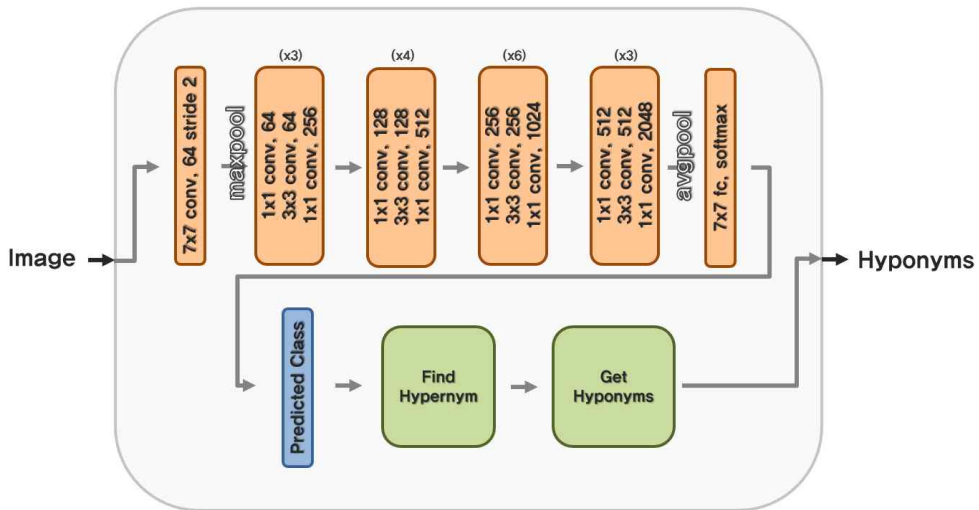 (x3)
(x4)
(x6)
(x3)
7x7 conv, 64 stride 2
maxpool
1x1 conv, 64
3x3 conv, 64
1x1 conv, 256
1x1 conv, 128
3x3 conv, 128
1x1 conv, 512
1x1 conv, 256
3x3 conv, 256
1x1 conv, 1024
1x1 conv, 512
3x3 conv, 512
1x1 conv, 2048
avgpool
7x7 fc, softmax
Image
Hyponyms
Predicted Class
Find
Hypernym
Get
Hyponyms